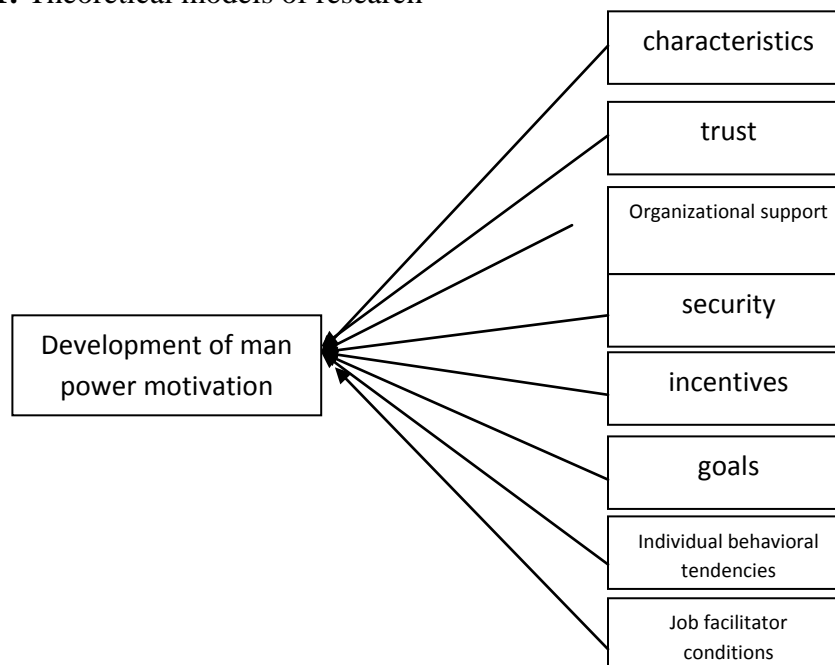 Theoretical models of research
characteristics
trust
Organizational support
security
Development of man
power motivation
incentives
goals
Individual behavioral
tendencies
Job facilitator
conditions